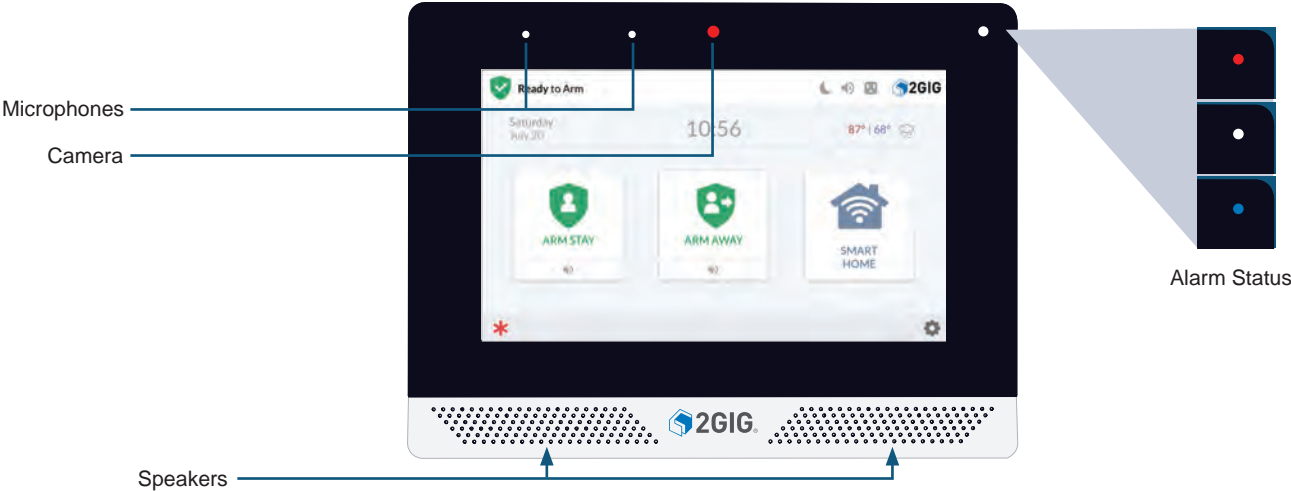 Ready to Arm
2GIG
Saturday
July 20
10:56
87° | 68°
Microphones
Camera
ARM STAY
ARM AWAY
SMART
HOME
Alarm Status
2GIG
Speakers